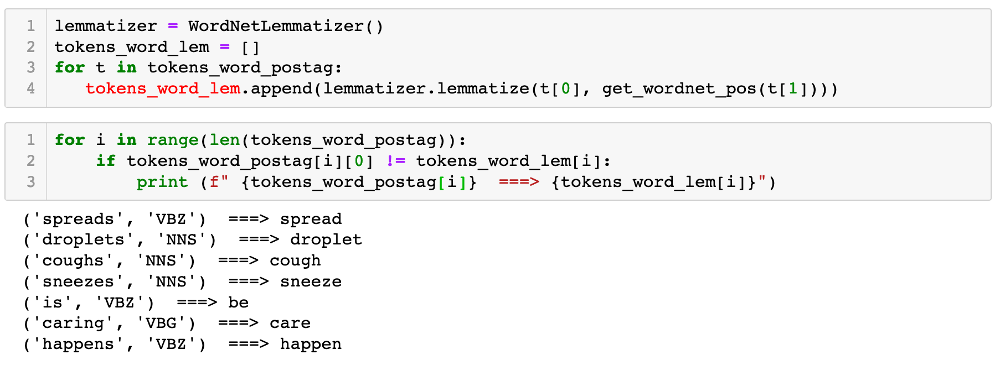 1 lemmatizer = WordNetLemmatizer()
2 tokens_word_lem = []
3 for t in tokens_word_postag:
4    tokens_word_lem.append(lemmatizer.lemmatize(t[0], get_wordnet_pos(t[1])))
1 for i in range(len(tokens_word_postag)):
2     if tokens_word_postag[i][0] != tokens_word_lem[i]:
3         print (f" {tokens_word_postag[i]}  ===> {tokens_word_lem[i]}")
('spreads', 'VBZ')  ===> spread
('droplets', 'NNS')  ===> droplet
('coughs', 'NNS')  ===> cough
('sneezes', 'NNS')  ===> sneeze
('is', 'VBZ')  ===> be
('caring', 'VBG')  ===> care
('happens', 'VBZ')  ===> happen